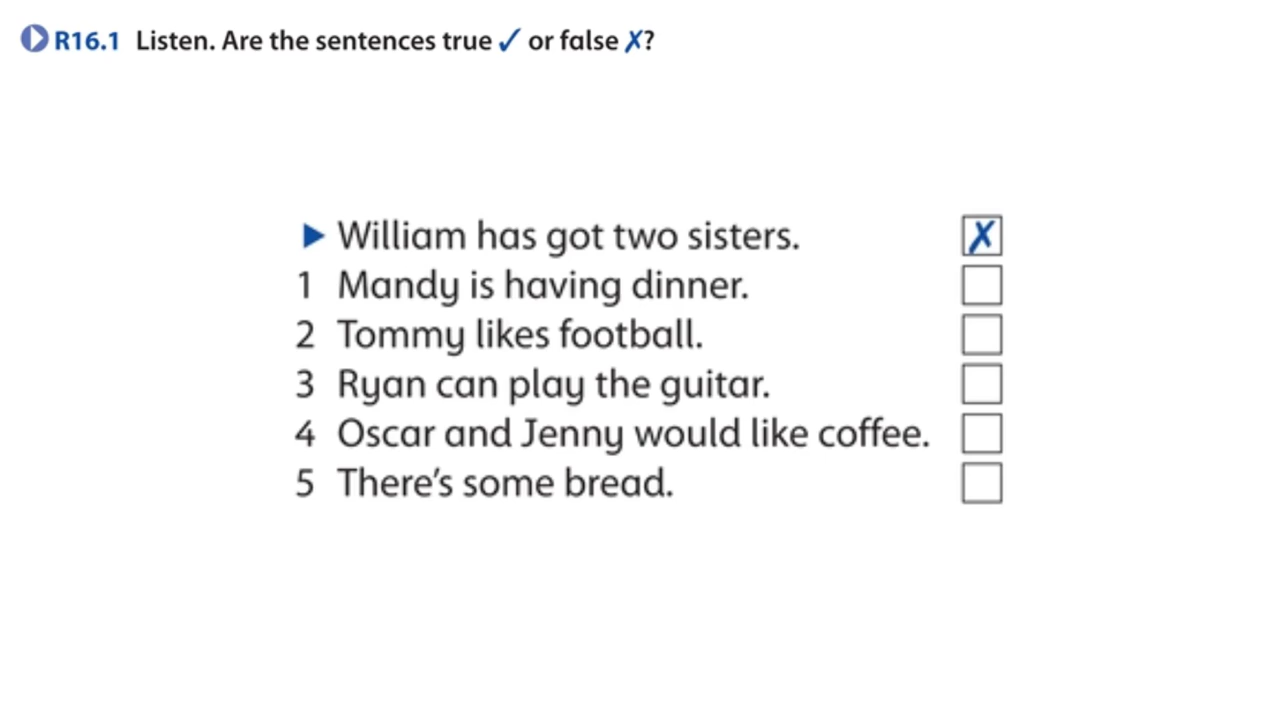 R16.1 Listen. Are the sentences true ✓ or false ✗?
▶ William has got two sisters. ✗
1 Mandy is having dinner.
2 Tommy likes football.
3 Ryan can play the guitar.
4 Oscar and Jenny would like coffee.
5 There's some bread.